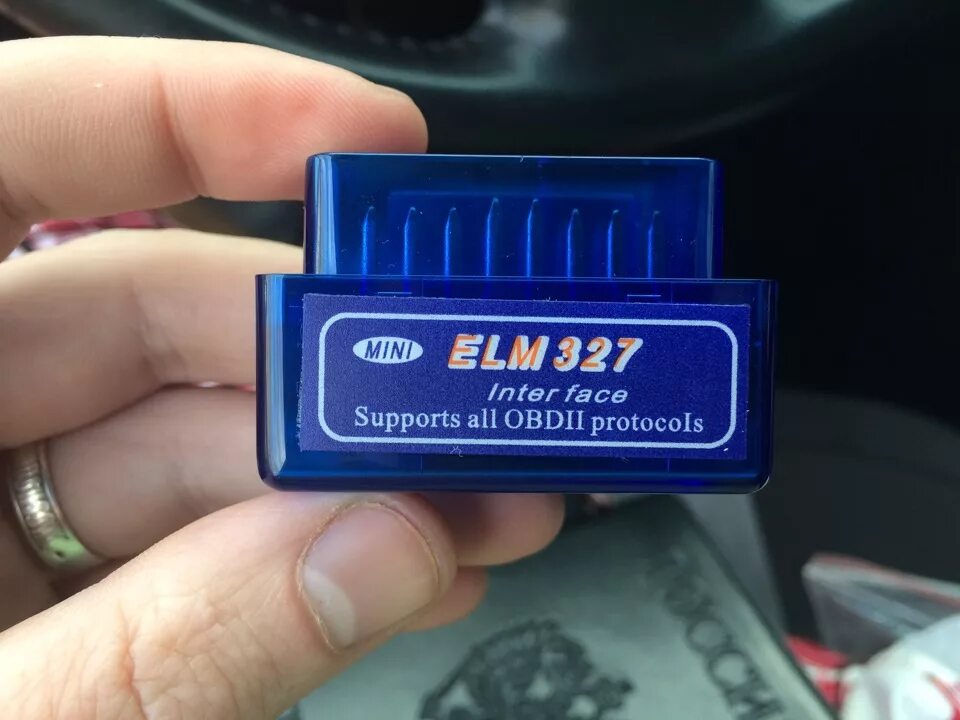 MINI ELM 327
Inter face
Supports all OBDII protocols